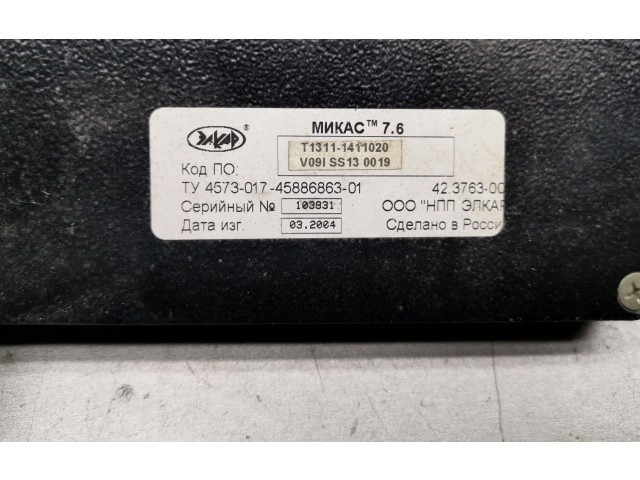 ЭЛКАР®
МИКАС™ 7.6
T1311-1411020
V09I SS13 0019
Код ПО:
ТУ 4573-017-45886863-01 42.3763-00
Серийный № 103831 ООО "НПП ЭЛКАР
Дата изг. 03.2004 Сделано в Росси